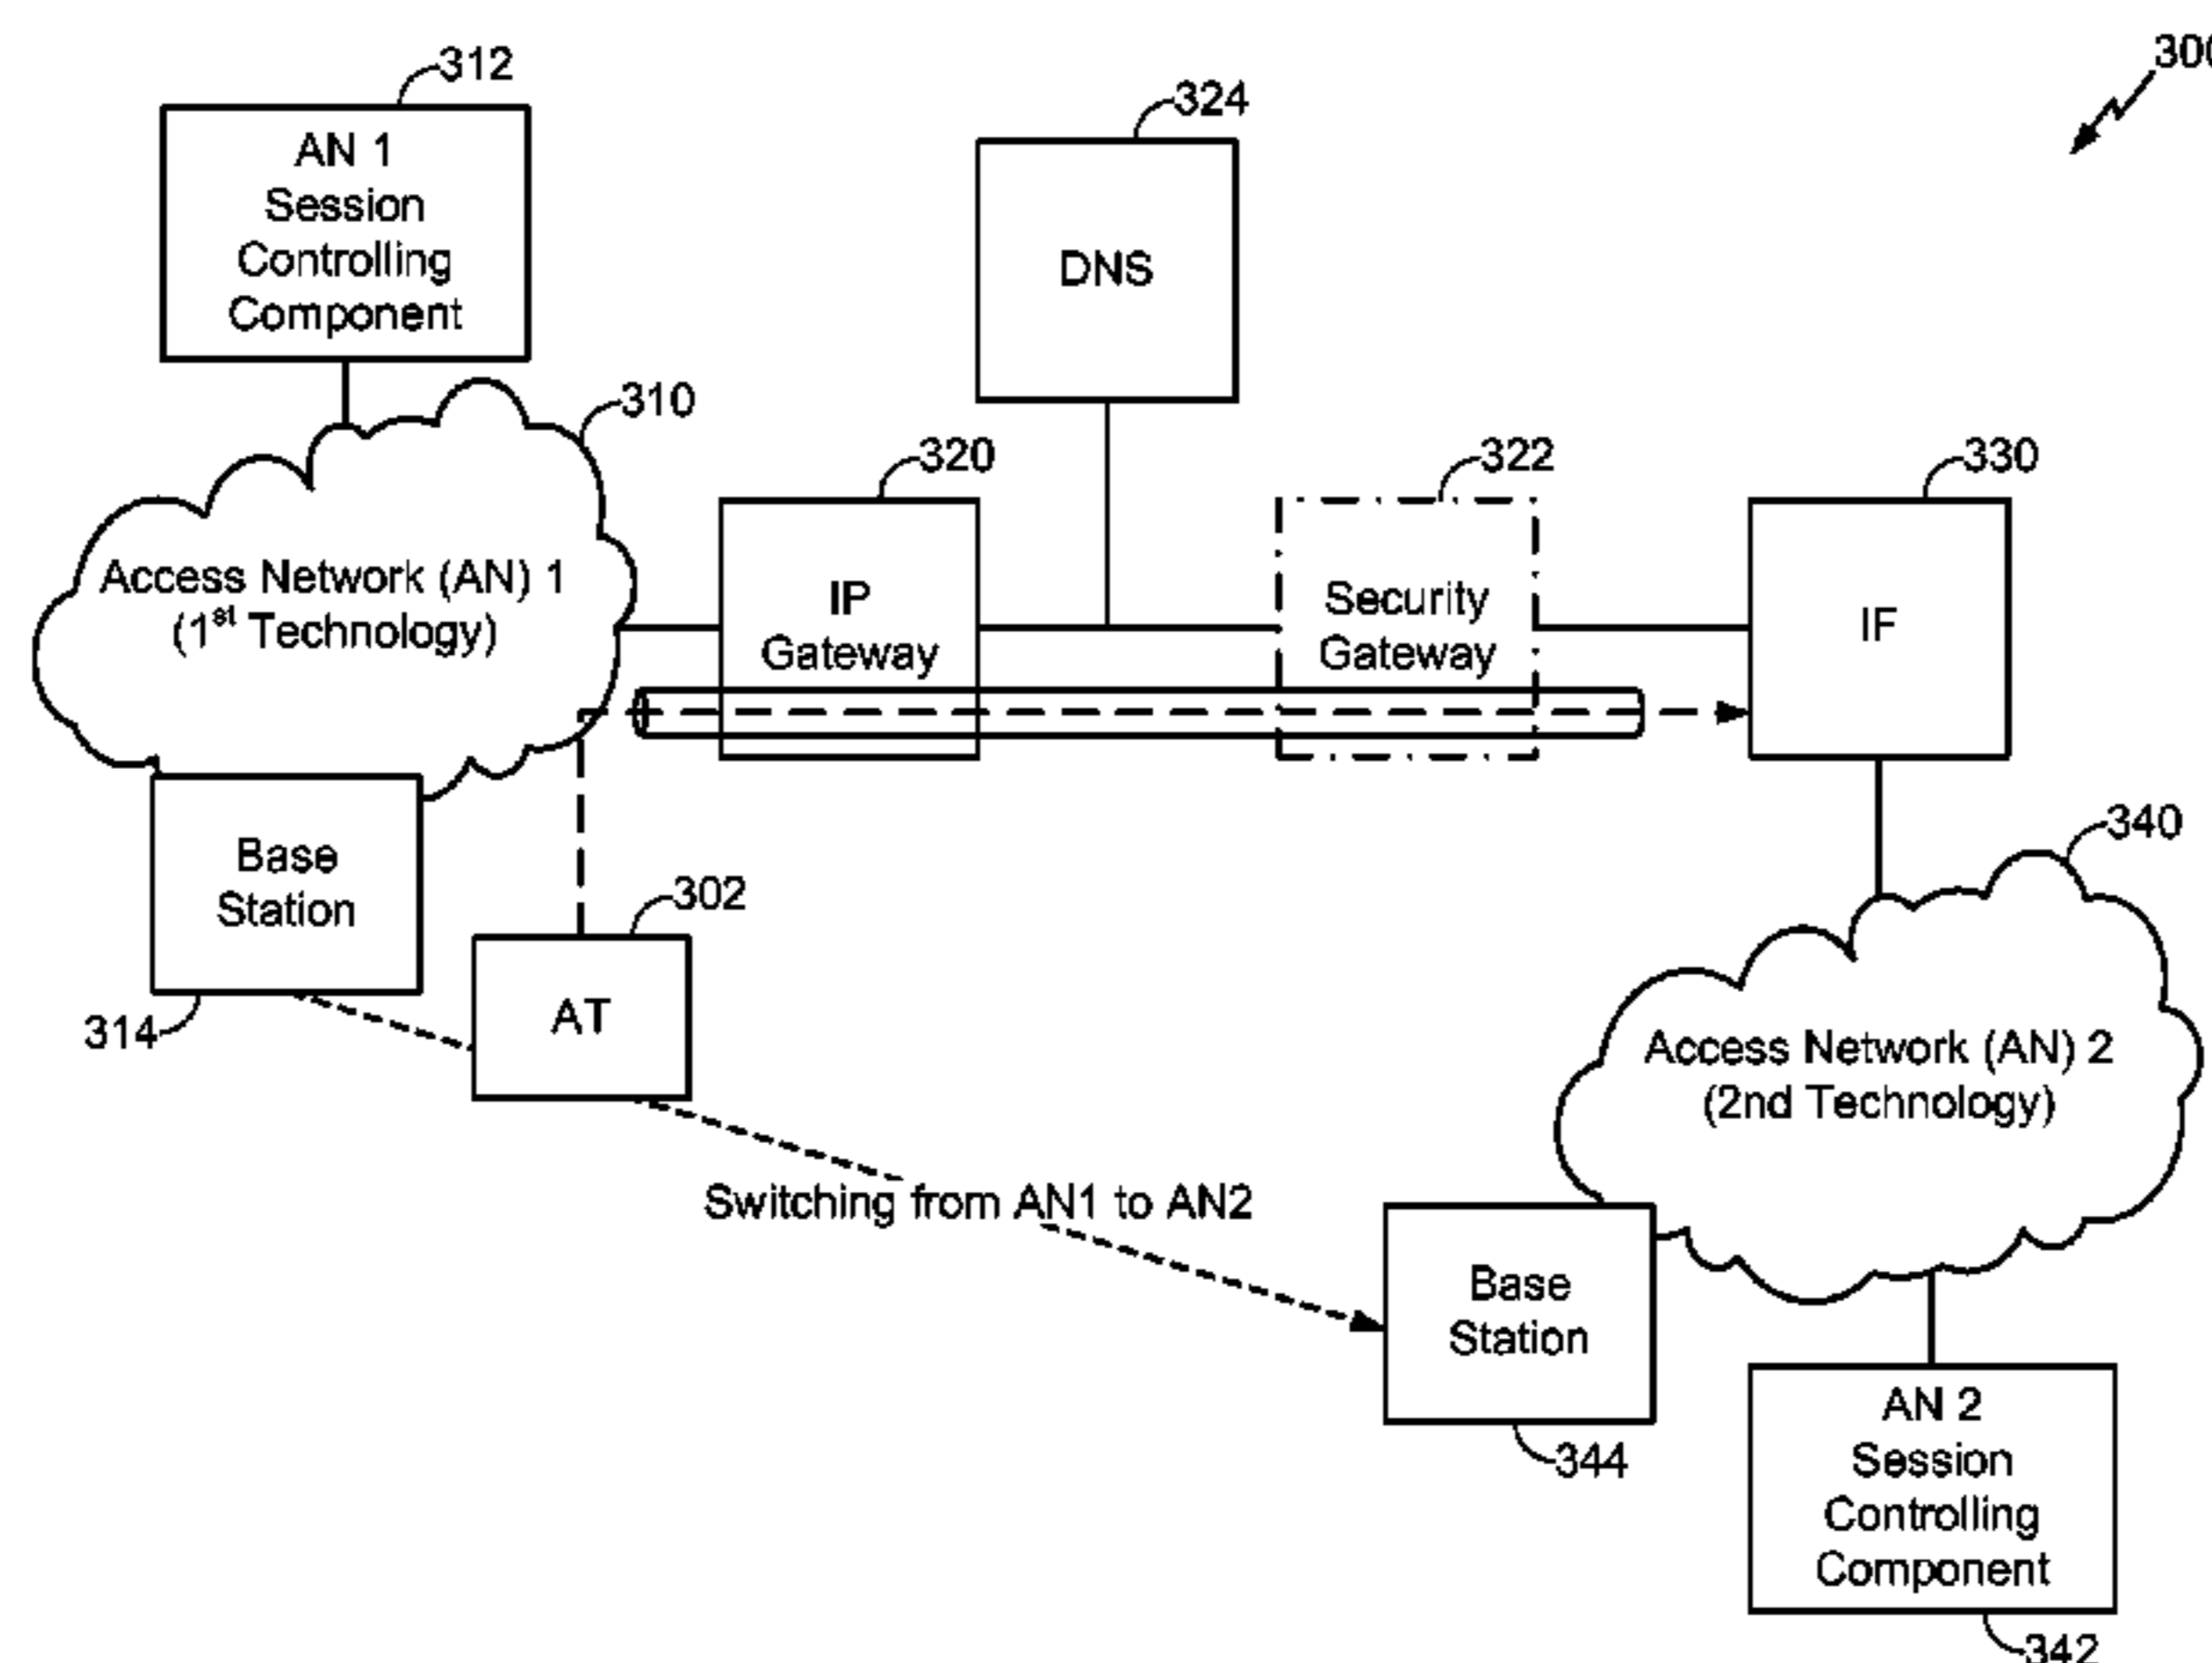 312
AN 1
Session
Controlling
Component
324
DNS
310
Access Network (AN) 1
(1st Technology)
320
IP
Gateway
322
Security
Gateway
330
IF
Base
Station
314
302
AT
Switching from AN1 to AN2
340
Access Network (AN) 2
(2nd Technology)
Base
Station
344
AN 2
Session
Controlling
Component
342